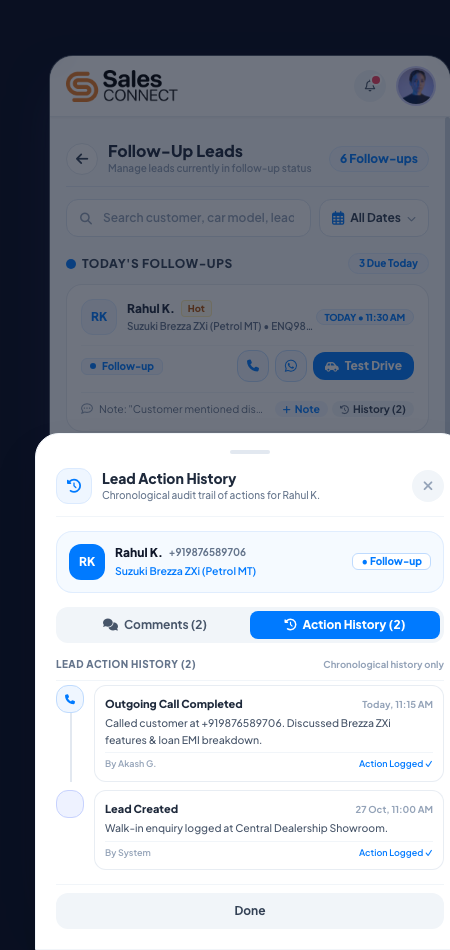 Sales
CONNECT
Follow-Up Leads
Manage leads currently in follow-up status
6 Follow-ups
Search customer, car model, leac
All Dates
TODAY'S FOLLOW-UPS
3 Due Today
RK
Rahul K.
Hot
Suzuki Brezza ZXi (Petrol MT) • ENQ98...
TODAY • 11:30 AM
Follow-up
Test Drive
Note: "Customer mentioned dis...
+ Note
History (2)
Lead Action History
Chronological audit trail of actions for Rahul K.
RK
Rahul K. +919876589706
Suzuki Brezza ZXi (Petrol MT)
• Follow-up
Comments (2)
Action History (2)
LEAD ACTION HISTORY (2)
Chronological history only
Outgoing Call Completed
Today, 11:15 AM
Called customer at +919876589706. Discussed Brezza ZXi
features & loan EMI breakdown.
By Akash G.
Action Logged ✓
Lead Created
27 Oct, 11:00 AM
Walk-in enquiry logged at Central Dealership Showroom.
By System
Action Logged ✓
Done